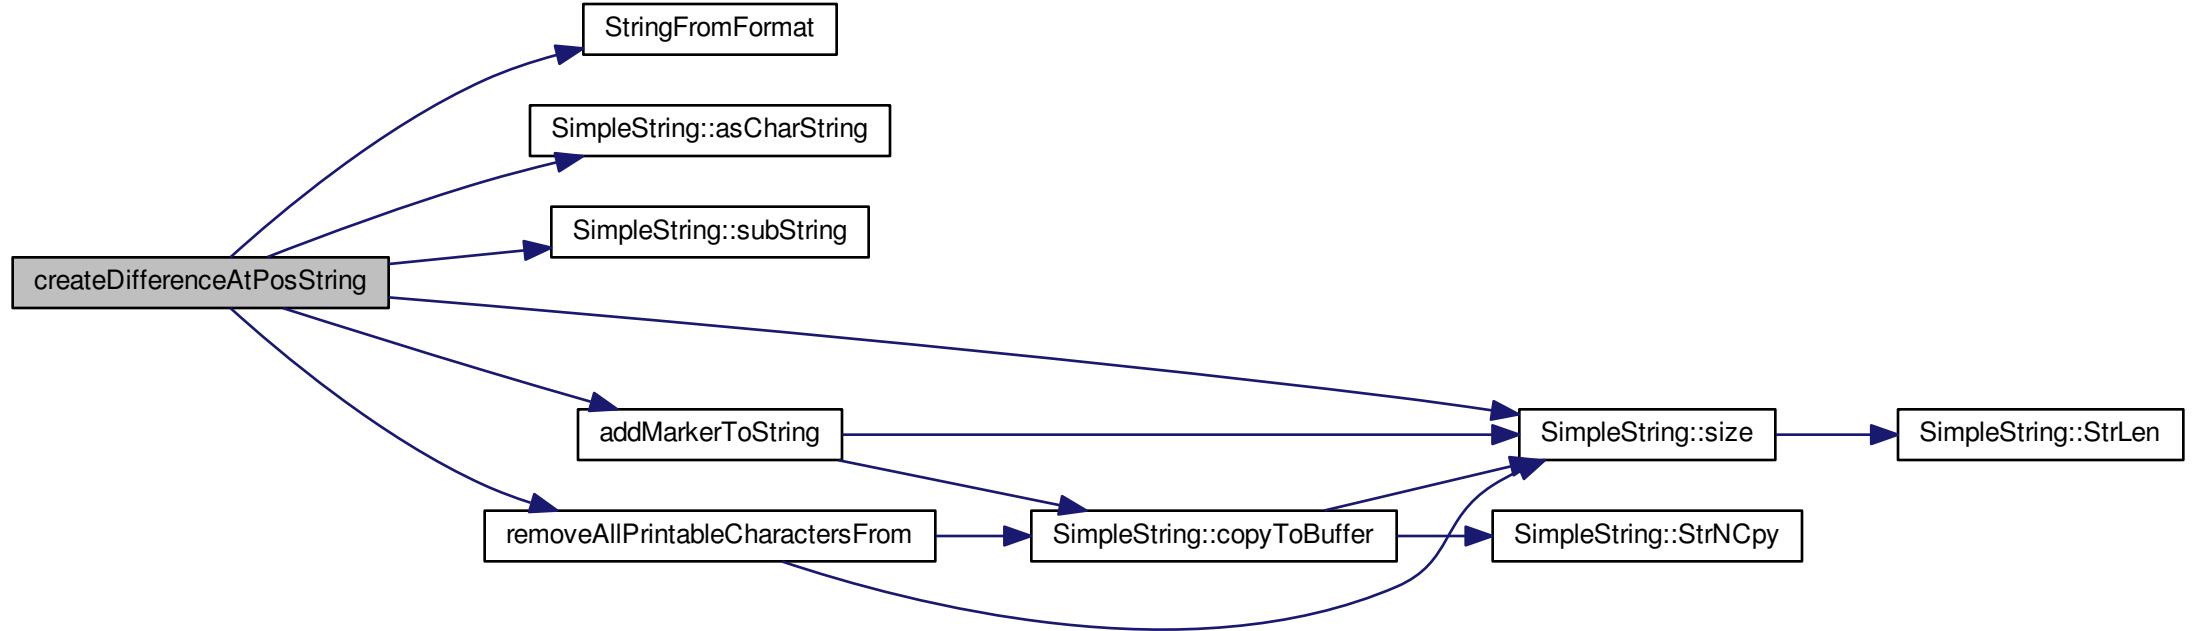 StringFromFormat
SimpleString::asCharString
SimpleString::subString
createDifferenceAtPosString
addMarkerToString
SimpleString::size
SimpleString::StrLen
removeAllPrintableCharactersFrom
SimpleString::copyToBuffer
SimpleString::StrNCpy